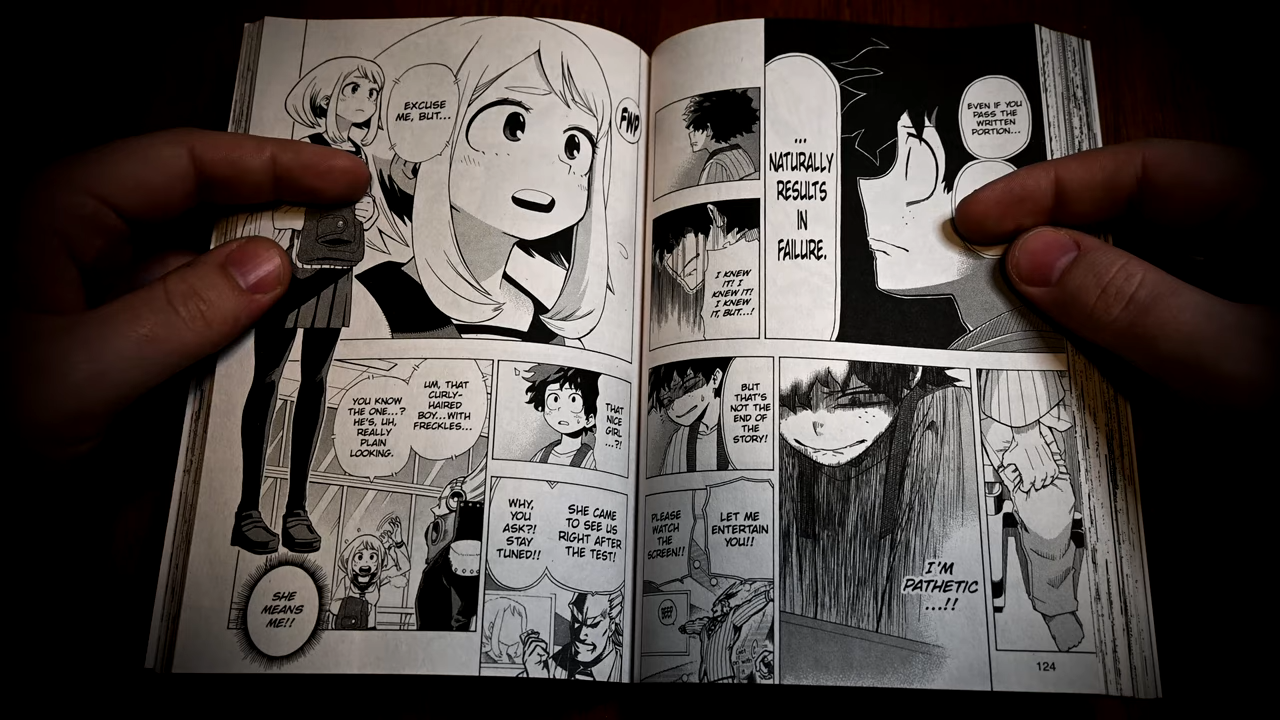 EVEN IF YOU
PASS THE
WRITTEN
PORTION...
...
NATURALLY
RESULTS
IN
FAILURE.
I KNEW
IT! I
KNEW IT!
I KNEW
IT, BUT...!
I'M
PATHETIC
...!!
BUT
THAT'S
NOT THE
END OF
THE
STORY!
LET ME
ENTERTAIN
YOU!!
PLEASE
WATCH
THE
SCREEN!!
124
FWP
EXCUSE
ME, BUT...
THAT
NICE
GIRL
...?!
SHE CAME
TO SEE US
RIGHT AFTER
THE TEST!
WHY,
YOU
ASK?!
STAY
TUNED!!
UM, THAT
CURLY-
HAIRED
BOY...WITH
FRECKLES...
YOU KNOW
THE ONE...?
HE'S, UH,
REALLY
PLAIN
LOOKING.
SHE
MEANS
ME!!